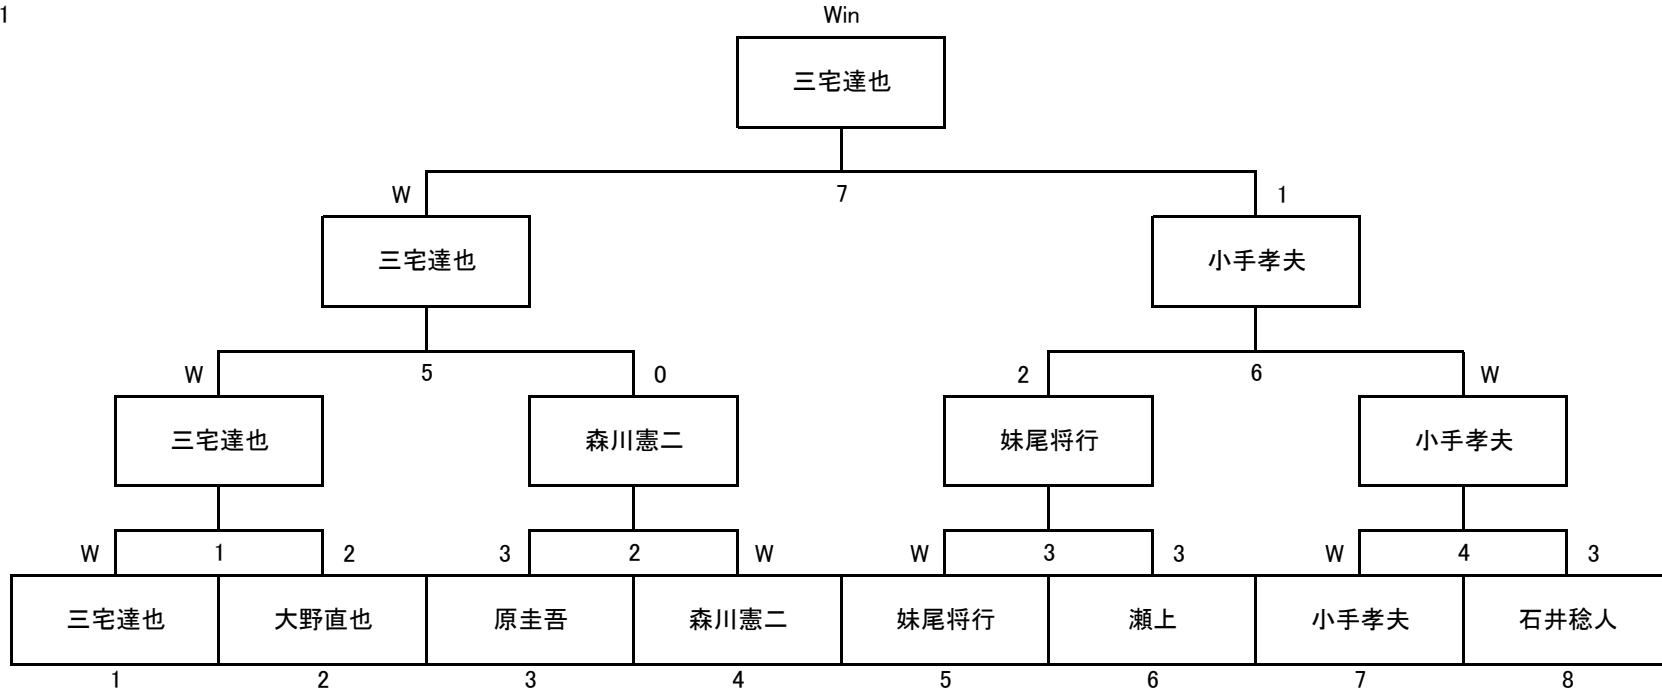 1 Win
三宅達也
W 7 1
三宅達也 小手孝夫
W 5 0 2 6 W
三宅達也 森川憲二 妹尾将行 小手孝夫
W 1 2 3 2 W W 3 3 W 4 3
三宅達也 大野直也 原圭吾 森川憲二 妹尾将行 瀬上 小手孝夫 石井稔人
1 2 3 4 5 6 7 8